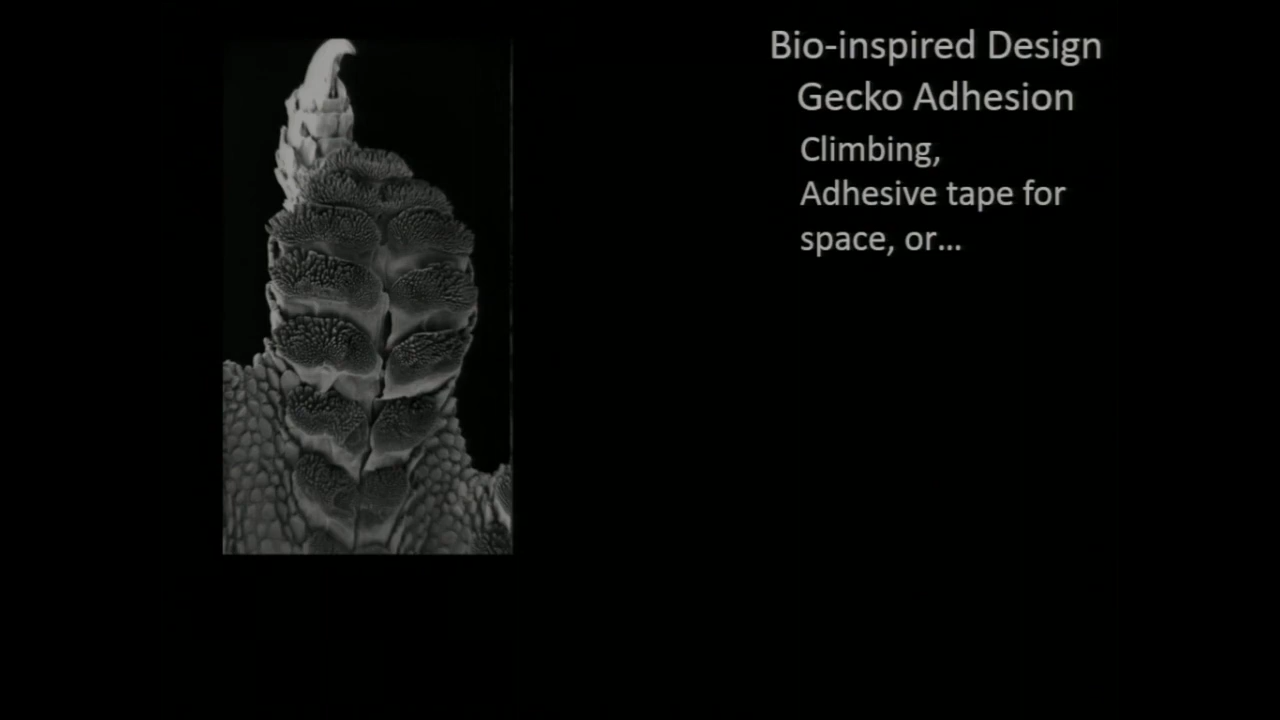 Bio-inspired Design
Gecko Adhesion
Climbing,
Adhesive tape for
space, or...